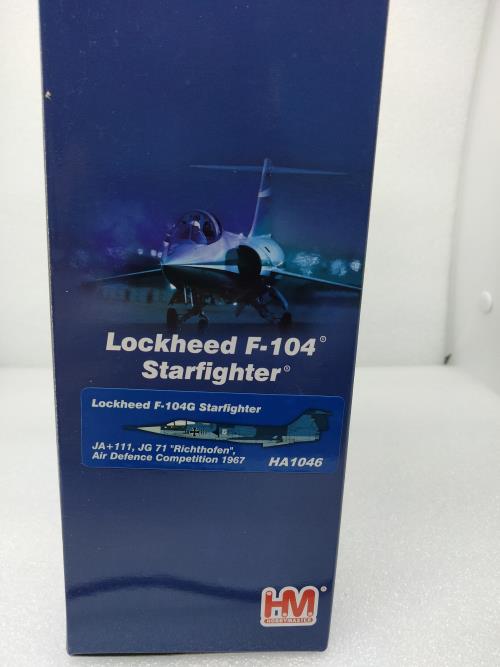 Lockheed F-104®
Starfighter®
Lockheed F-104G Starfighter
JA+111, JG 71 "Richthofen",
Air Defence Competition 1967
HA1046
HM
HOBBYMASTER